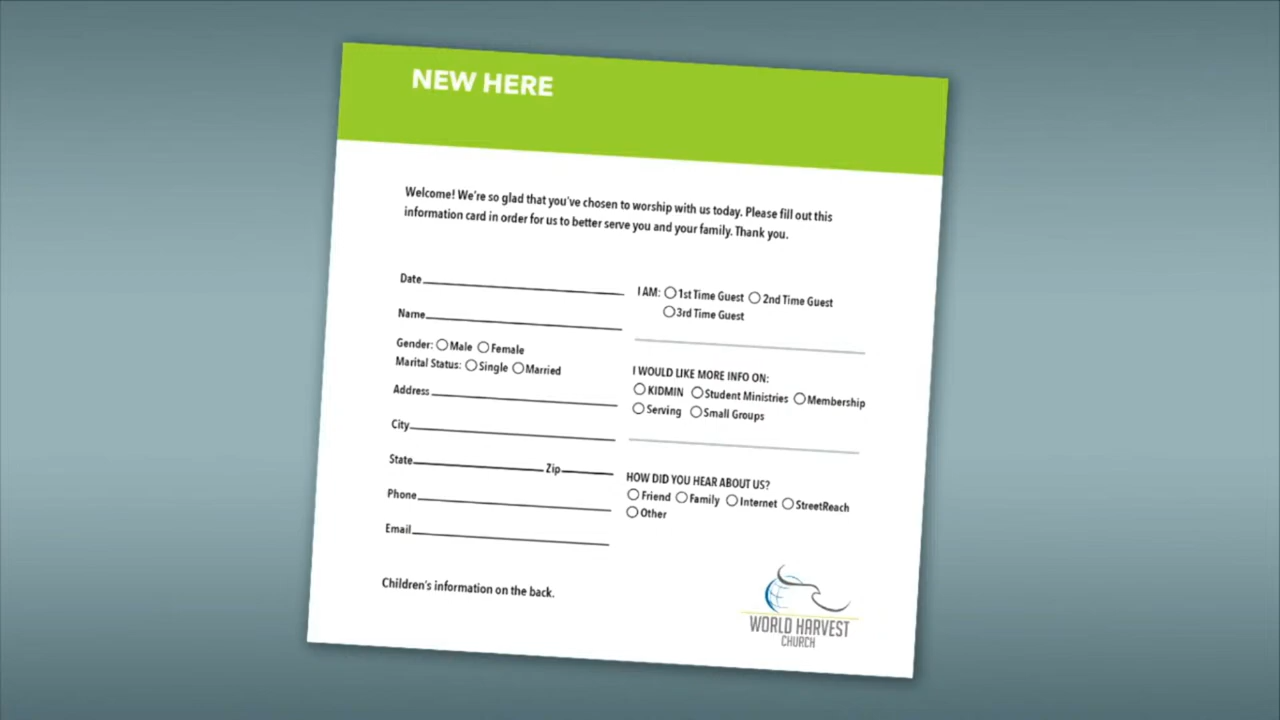 NEW HERE
Welcome! We're so glad that you've chosen to worship with us today. Please fill out this
information card in order for us to better serve you and your family. Thank you.
Date
Name
Gender: Male Female
Marital Status: Single Married
Address
City
State Zip
Phone
Email
Children's information on the back.
I AM: 1st Time Guest 2nd Time Guest
3rd Time Guest
I WOULD LIKE MORE INFO ON:
KIDMIN Student Ministries Membership
Serving Small Groups
HOW DID YOU HEAR ABOUT US?
Friend Family Internet StreetReach
Other
WORLD HARVEST
CHURCH